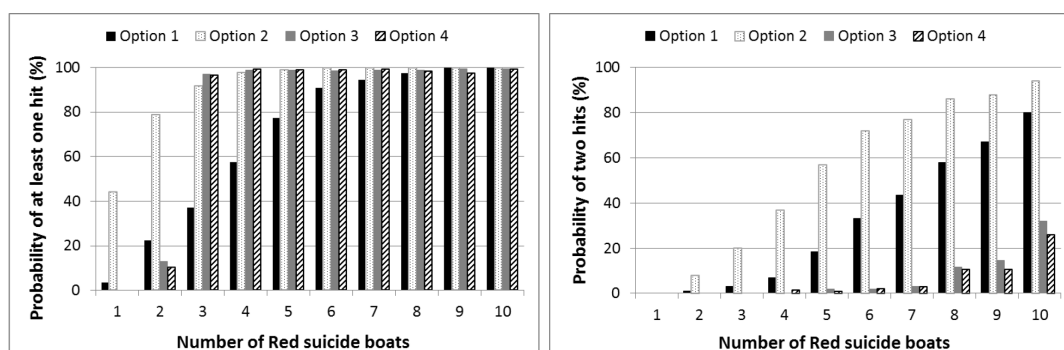 Option 1 Option 2 Option 3 Option 4
Probability of at least one hit (%)
100
80
60
40
20
0
1 2 3 4 5 6 7 8 9 10
Number of Red suicide boats
Option 1 Option 2 Option 3 Option 4
Probability of two hits (%)
100
80
60
40
20
0
1 2 3 4 5 6 7 8 9 10
Number of Red suicide boats